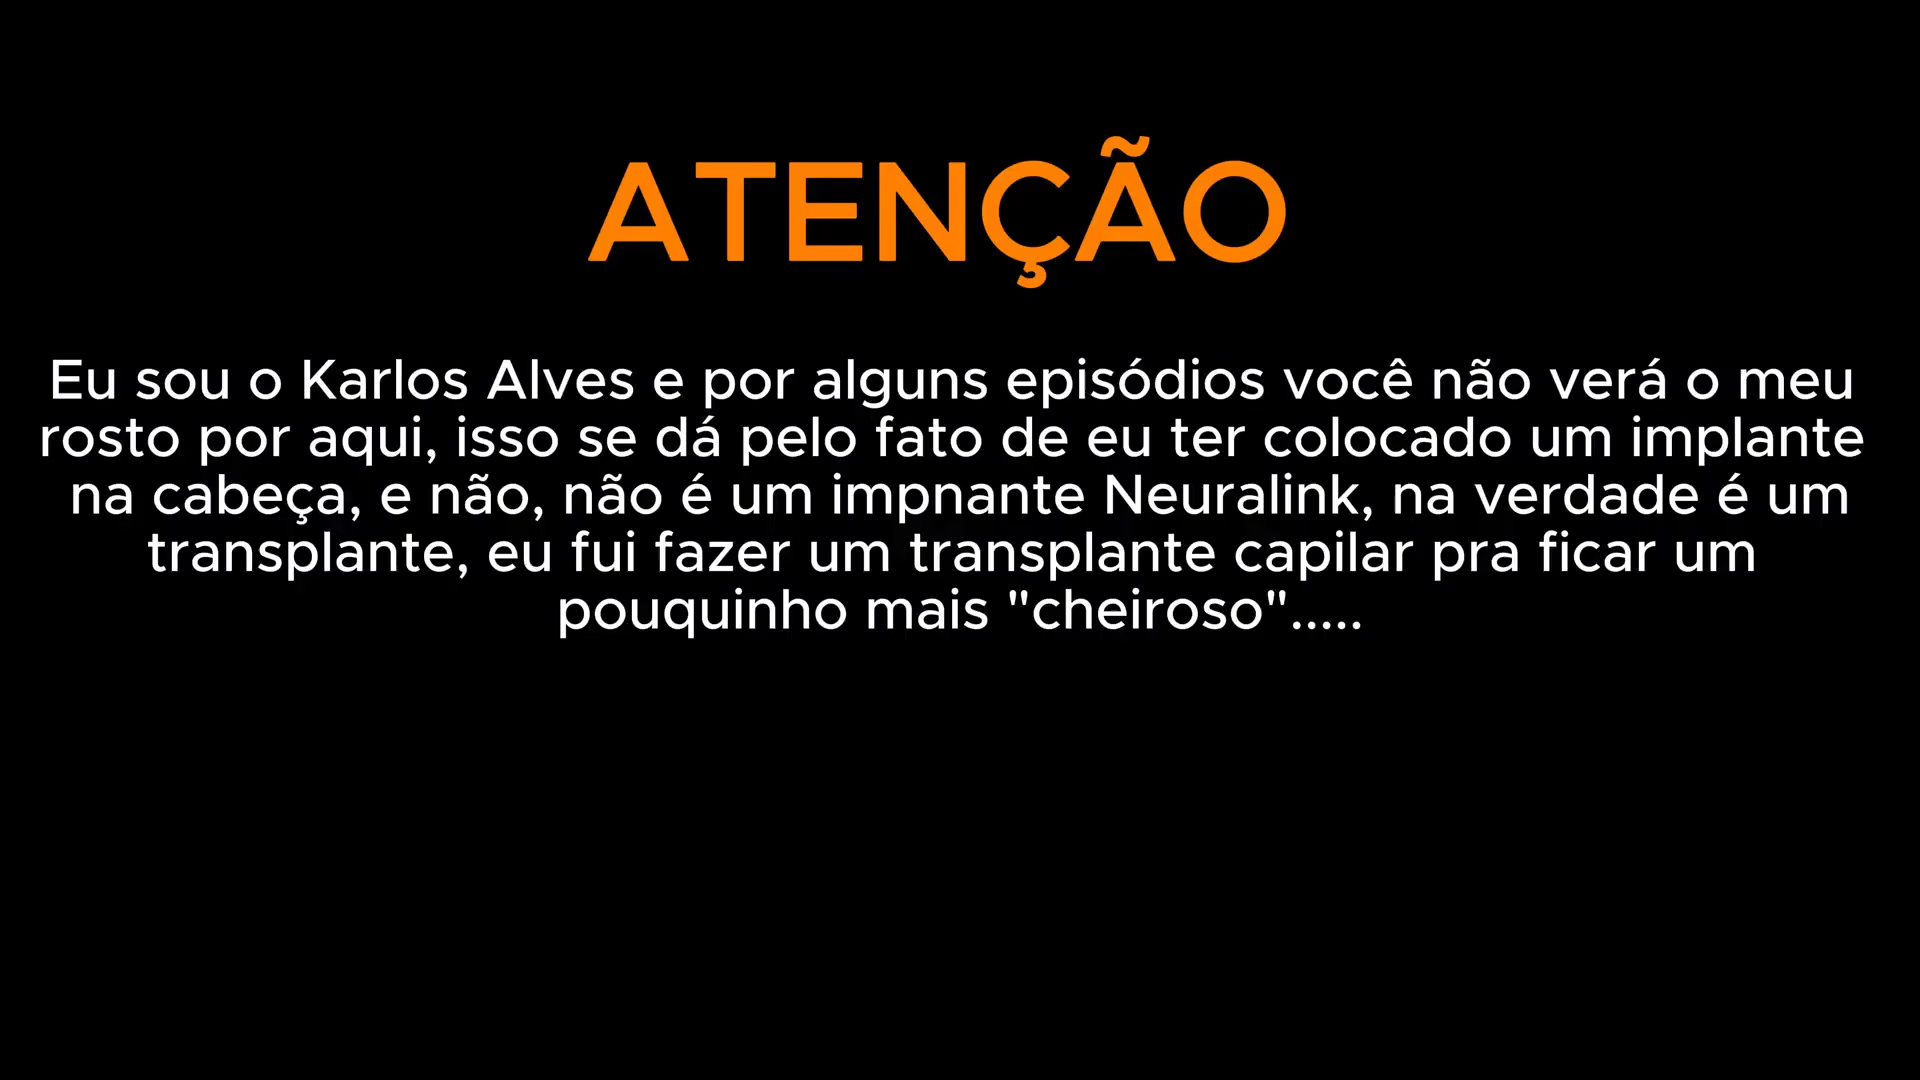 ATENÇÃO
Eu sou o Karlos Alves e por alguns episódios você não verá o meu
rosto por aqui, isso se dá pelo fato de eu ter colocado um implante
na cabeça, e não, não é um impnante Neuralink, na verdade é um
transplante, eu fui fazer um transplante capilar pra ficar um
pouquinho mais "cheiroso".....